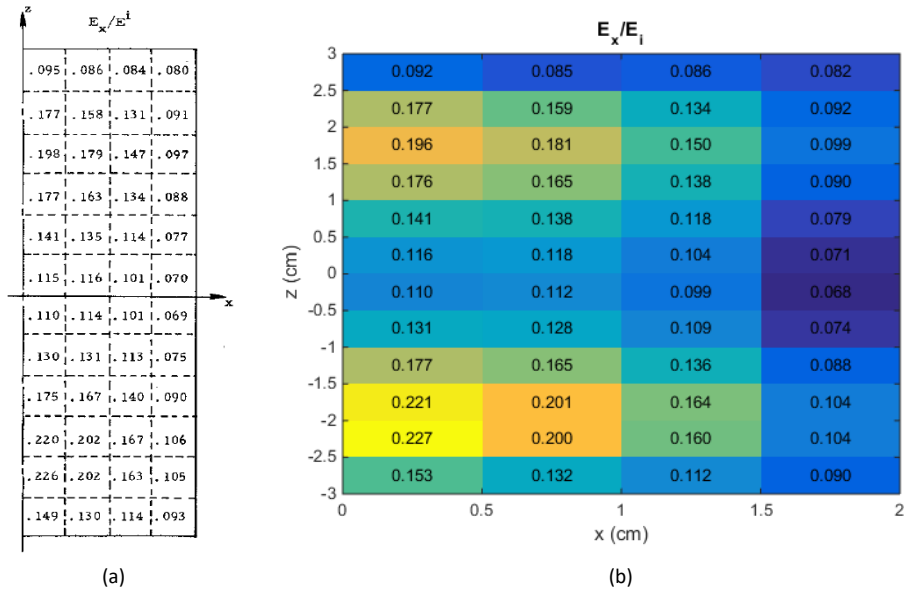 z
E_x/E^i
.095 .086 .084 .080
.177 .158 .131 .091
.198 .179 .147 .097
.177 .163 .134 .088
.141 .135 .114 .077
.115 .116 .101 .070
x
.110 .114 .101 .069
.130 .131 .113 .075
.175 .167 .140 .090
.220 .202 .167 .106
.226 .202 .163 .105
.149 .130 .114 .093
(a)
E_x/E_i
3
0.092 0.085 0.086 0.082
2.5
0.177 0.159 0.134 0.092
2
0.196 0.181 0.150 0.099
1.5
0.176 0.165 0.138 0.090
1
0.141 0.138 0.118 0.079
0.5
0.116 0.118 0.104 0.071
0
0.110 0.112 0.099 0.068
-0.5
0.131 0.128 0.109 0.074
-1
0.177 0.165 0.136 0.088
-1.5
0.221 0.201 0.164 0.104
-2
0.227 0.200 0.160 0.104
-2.5
0.153 0.132 0.112 0.090
-3
z (cm)
0 0.5 1 1.5 2
x (cm)
(b)